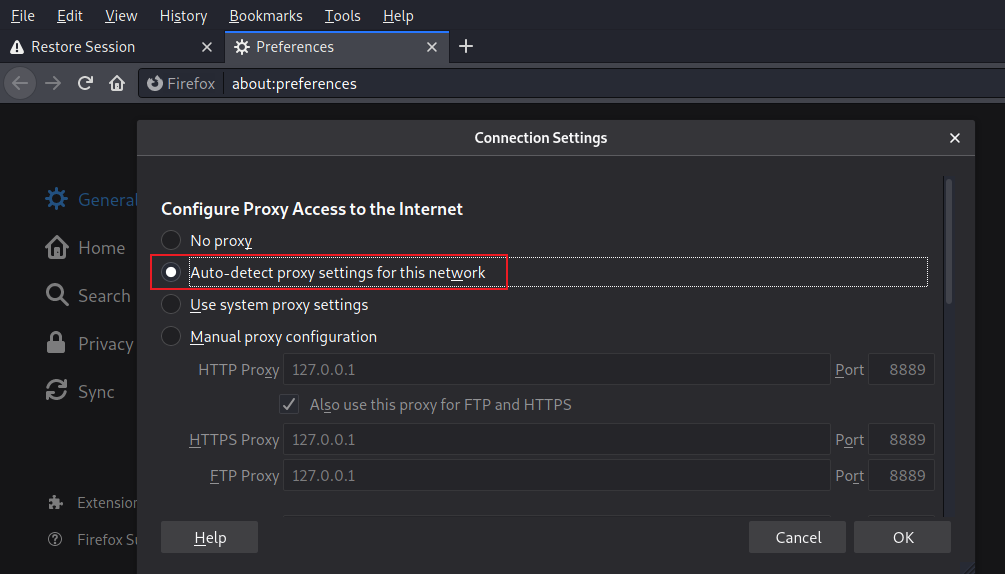 File Edit View History Bookmarks Tools Help
Restore Session Preferences
Firefox about:preferences
Connection Settings
General
Home
Search
Privacy
Sync
Extension
Firefox Su
Configure Proxy Access to the Internet
No proxy
Auto-detect proxy settings for this network
Use system proxy settings
Manual proxy configuration
HTTP Proxy 127.0.0.1 Port 8889
Also use this proxy for FTP and HTTPS
HTTPS Proxy 127.0.0.1 Port 8889
FTP Proxy 127.0.0.1 Port 8889
Help Cancel OK